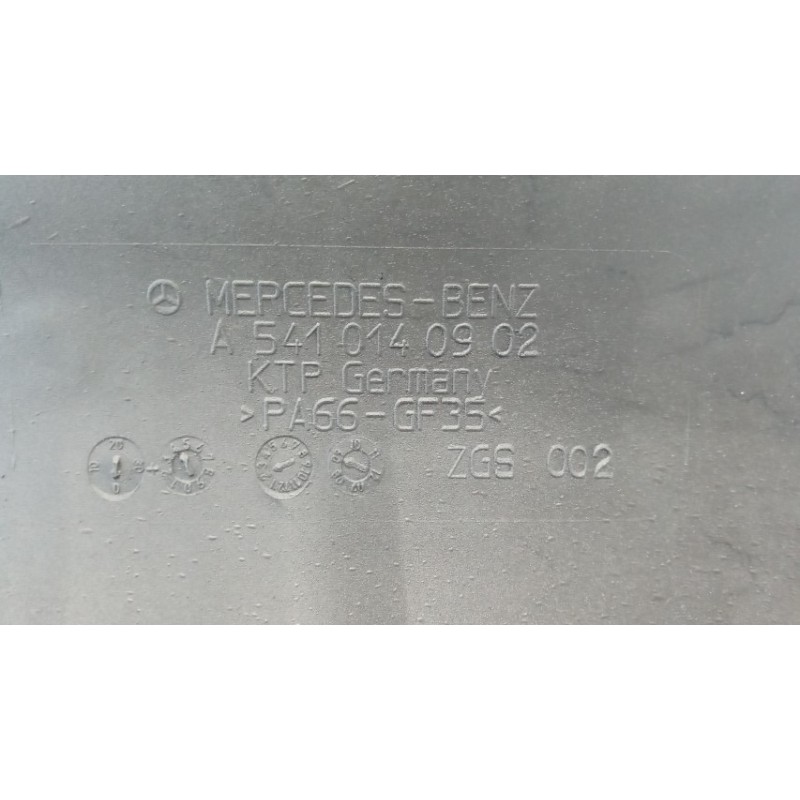 MERCEDES-BENZ
A 541 014 09 02
KTP Germany
>PA66-GF35<
ZGS 002